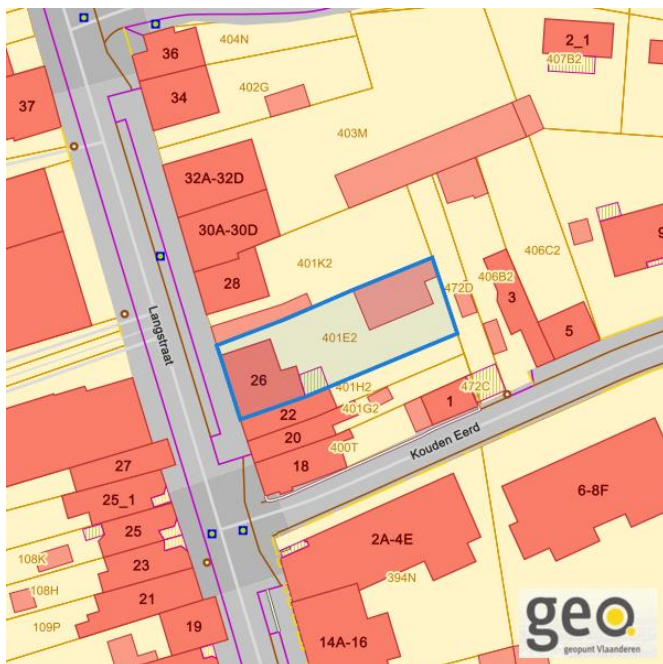 36
404N
2_1
407B2
37
34
402G
403M
32A-32D
30A-30D
406C2
9
401K2
28
472D
406B2
3
Langstraat
401E2
5
26
401H2
472C
22
401G2
1
20
400T
Kouden Eerd
18
27
25_1
6-8F
25
2A-4E
108K
23
394N
108H
21
109P
19
14A-16
geo
geopunt Vlaanderen